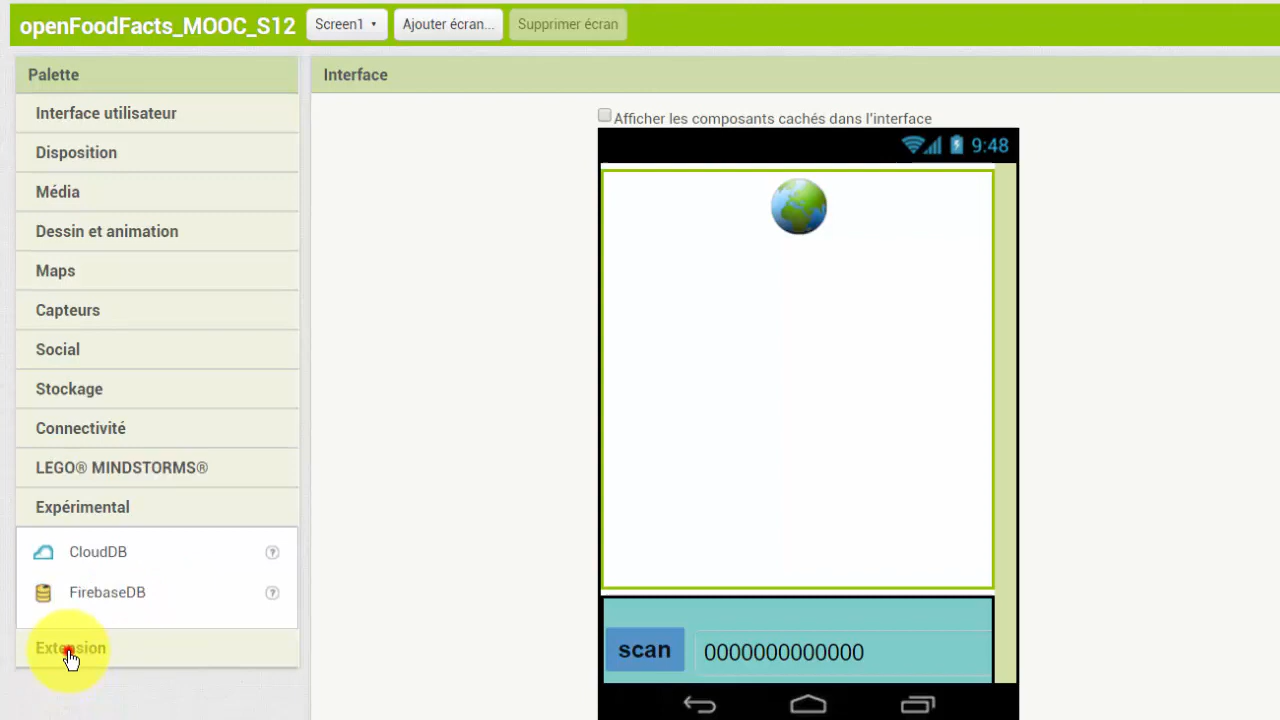 openFoodFacts_MOOC_S12 Screen1 Ajouter écran... Supprimer écran
Palette
Interface
Interface utilisateur
Disposition
Média
Dessin et animation
Maps
Capteurs
Social
Stockage
Connectivité
LEGO® MINDSTORMS®
Expérimental
CloudDB ?
FirebaseDB ?
Extension
Afficher les composants cachés dans l'interface
9:48
scan 0000000000000